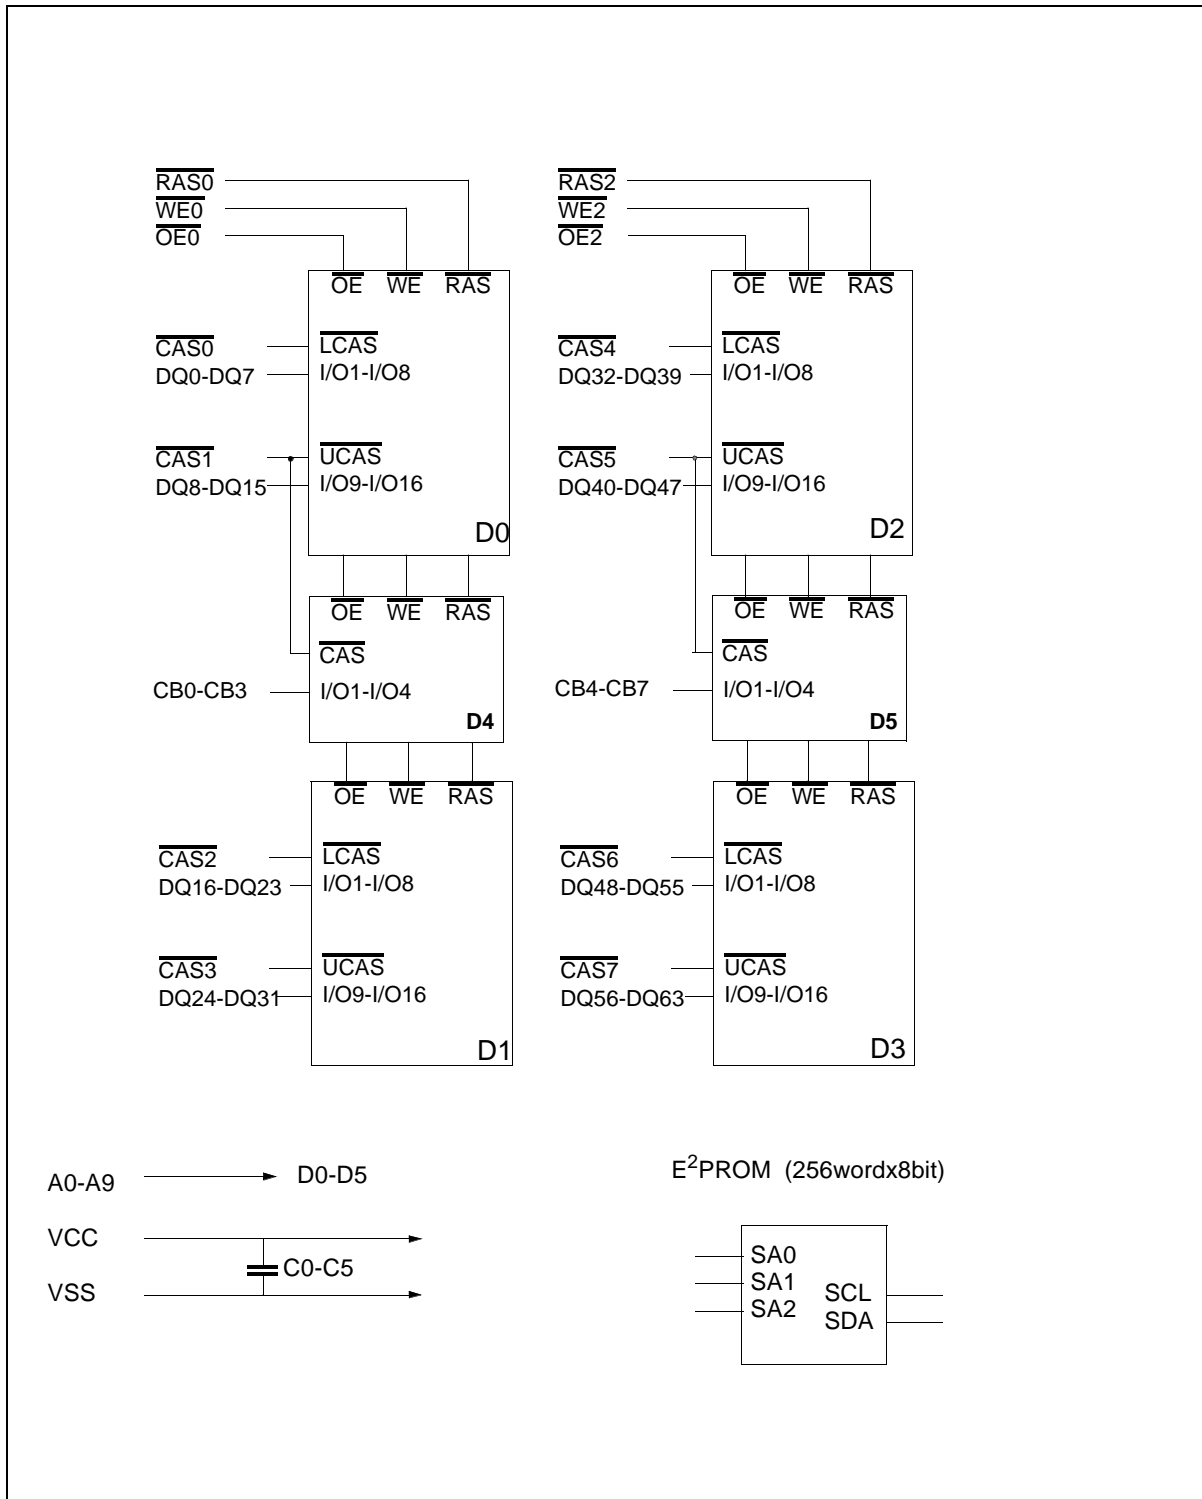 RAS0
WE0
OE0
OE WE RAS
CAS0 LCAS
DQ0-DQ7 I/O1-I/O8
CAS1 UCAS
DQ8-DQ15 I/O9-I/O16
D0
OE WE RAS
CAS
CB0-CB3 I/O1-I/O4
D4
OE WE RAS
CAS2 LCAS
DQ16-DQ23 I/O1-I/O8
CAS3 UCAS
DQ24-DQ31 I/O9-I/O16
D1
RAS2
WE2
OE2
OE WE RAS
CAS4 LCAS
DQ32-DQ39 I/O1-I/O8
CAS5 UCAS
DQ40-DQ47 I/O9-I/O16
D2
OE WE RAS
CAS
CB4-CB7 I/O1-I/O4
D5
OE WE RAS
CAS6 LCAS
DQ48-DQ55 I/O1-I/O8
CAS7 UCAS
DQ56-DQ63 I/O9-I/O16
D3
A0-A9 D0-D5
VCC
C0-C5
VSS
E²PROM (256wordx8bit)
SA0
SA1
SA2
SCL
SDA